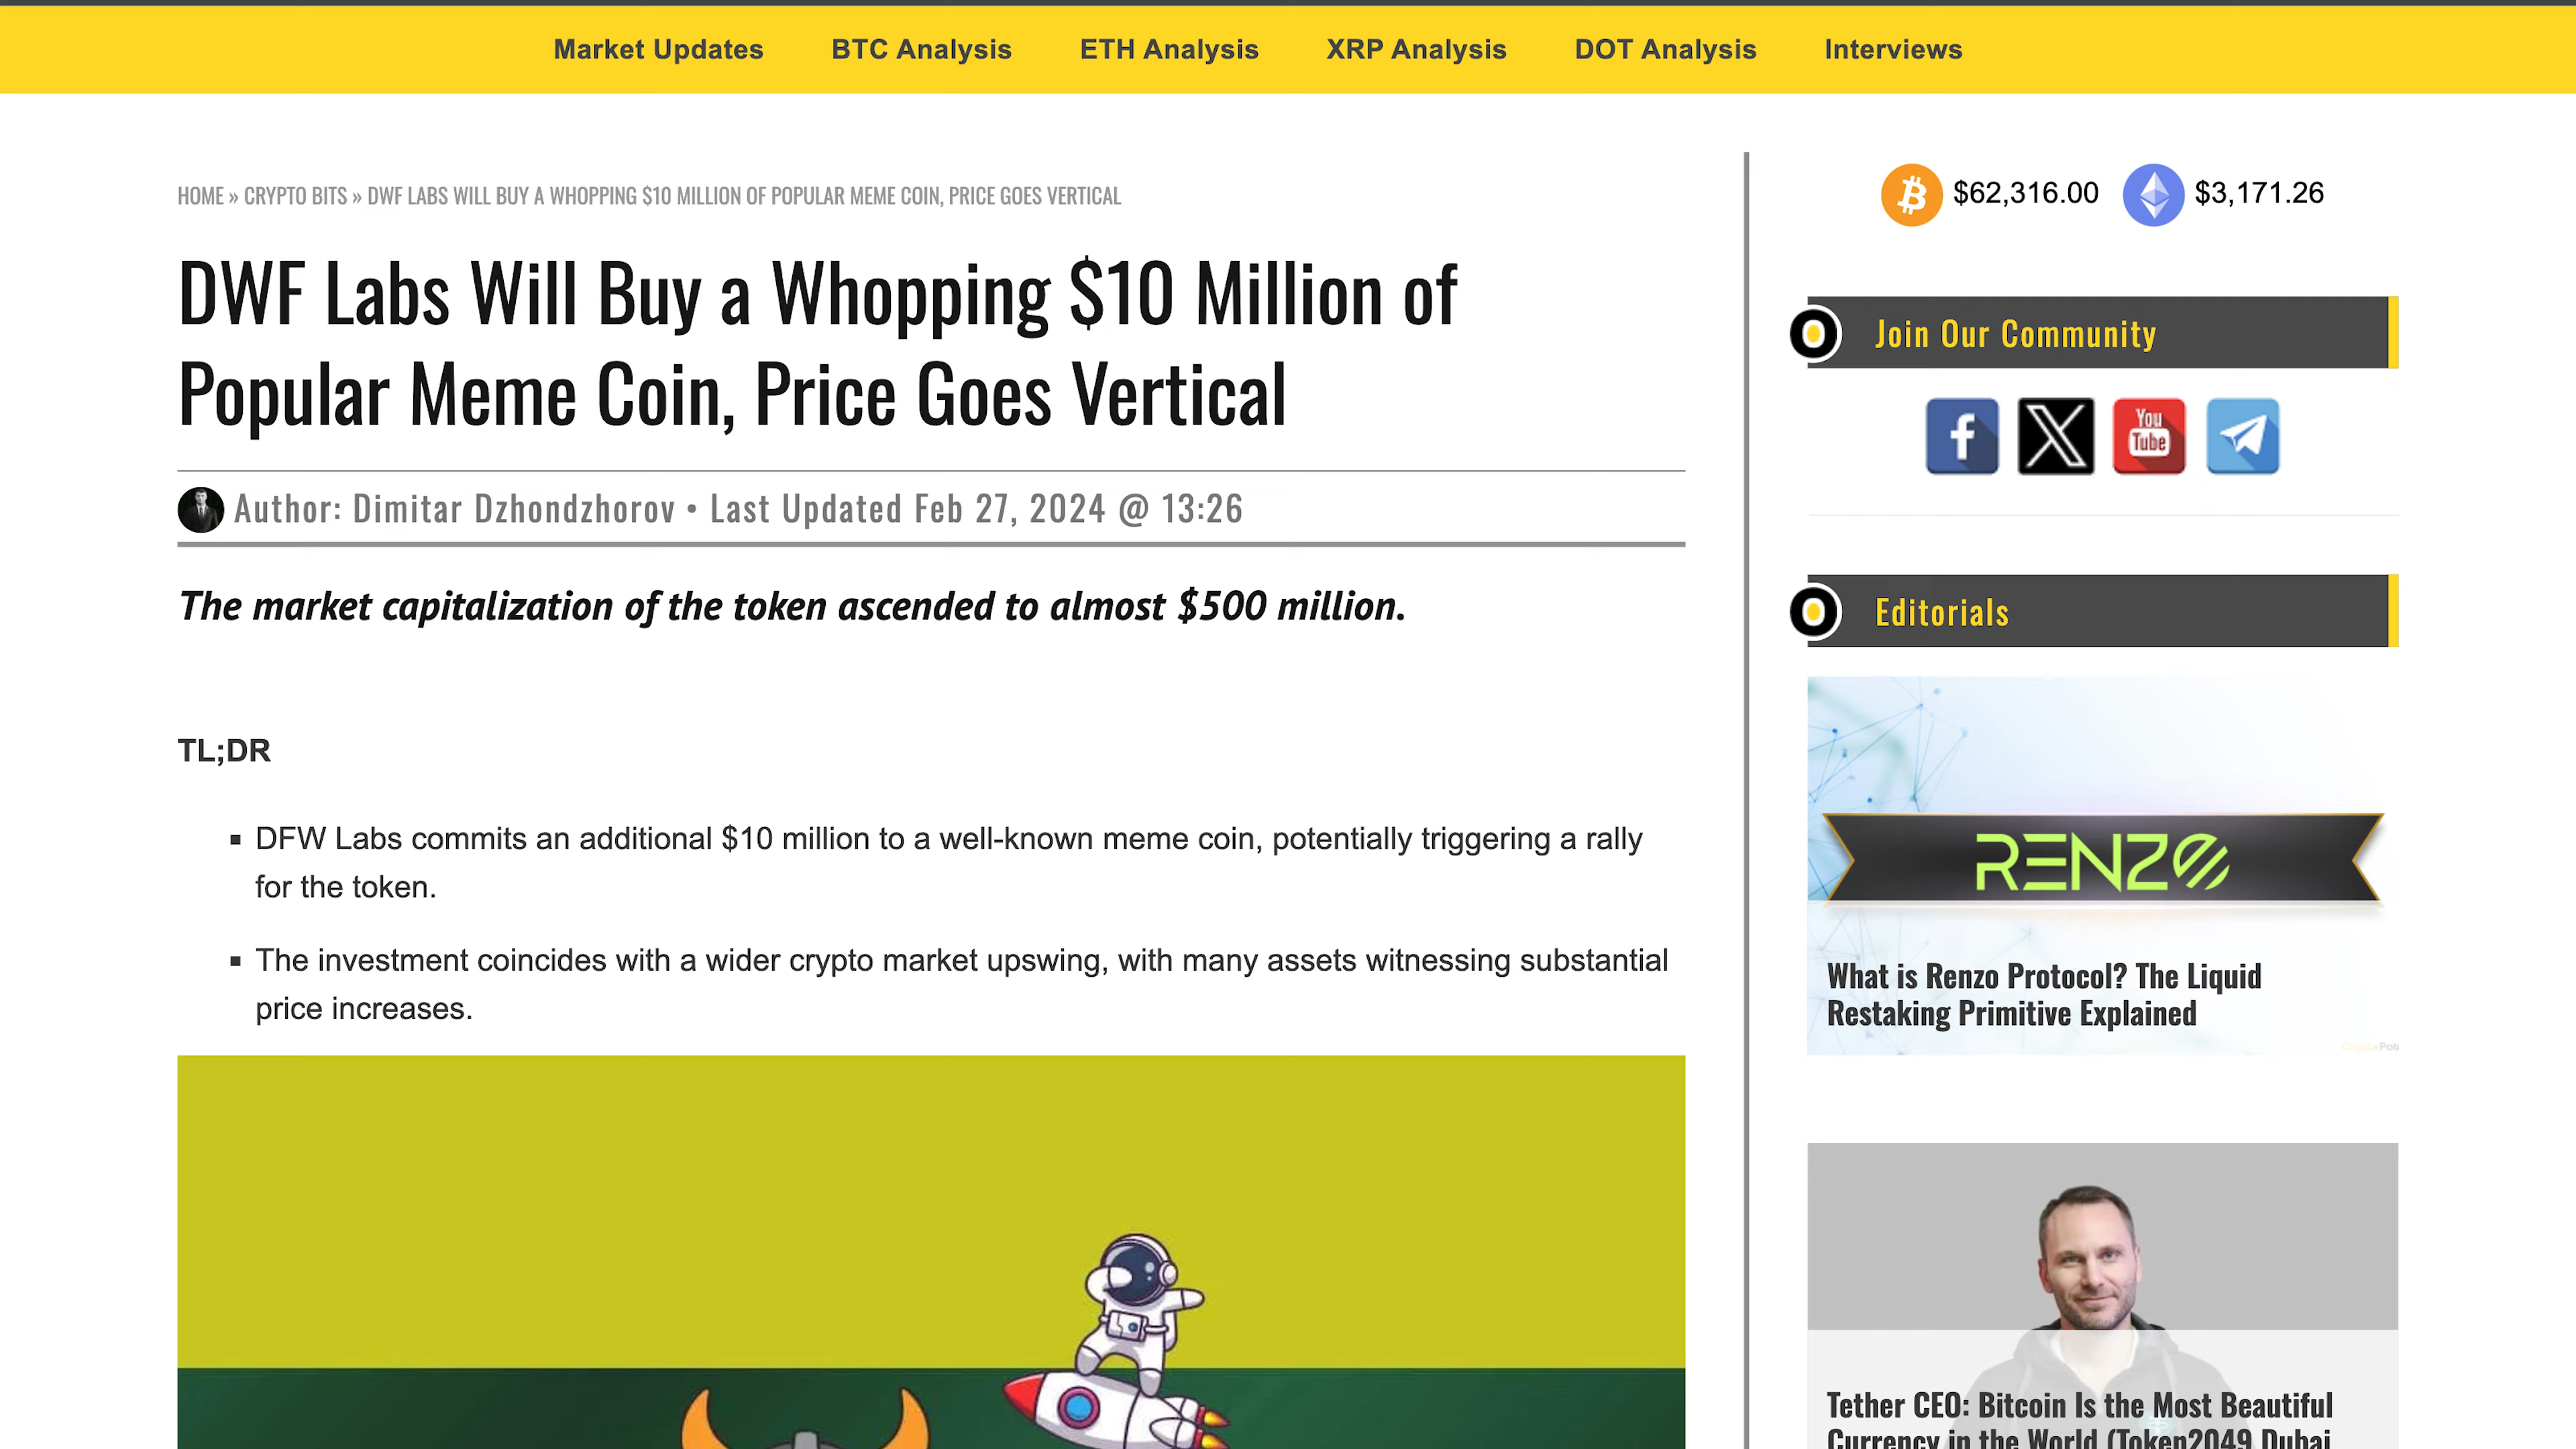 Market Updates BTC Analysis ETH Analysis XRP Analysis DOT Analysis Interviews
HOME » CRYPTO BITS » DWF LABS WILL BUY A WHOPPING $10 MILLION OF POPULAR MEME COIN, PRICE GOES VERTICAL
DWF Labs Will Buy a Whopping $10 Million of
Popular Meme Coin, Price Goes Vertical
Author: Dimitar Dzhondzhorov • Last Updated Feb 27, 2024 @ 13:26
The market capitalization of the token ascended to almost $500 million.
TL;DR
▪ DFW Labs commits an additional $10 million to a well-known meme coin, potentially triggering a rally
for the token.
▪ The investment coincides with a wider crypto market upswing, with many assets witnessing substantial
price increases.
$62,316.00 $3,171.26
Join Our Community
You
Tube
Editorials
RENZO
What is Renzo Protocol? The Liquid
Restaking Primitive Explained
Tether CEO: Bitcoin Is the Most Beautiful
Currency in the World (Token2049 Dubai